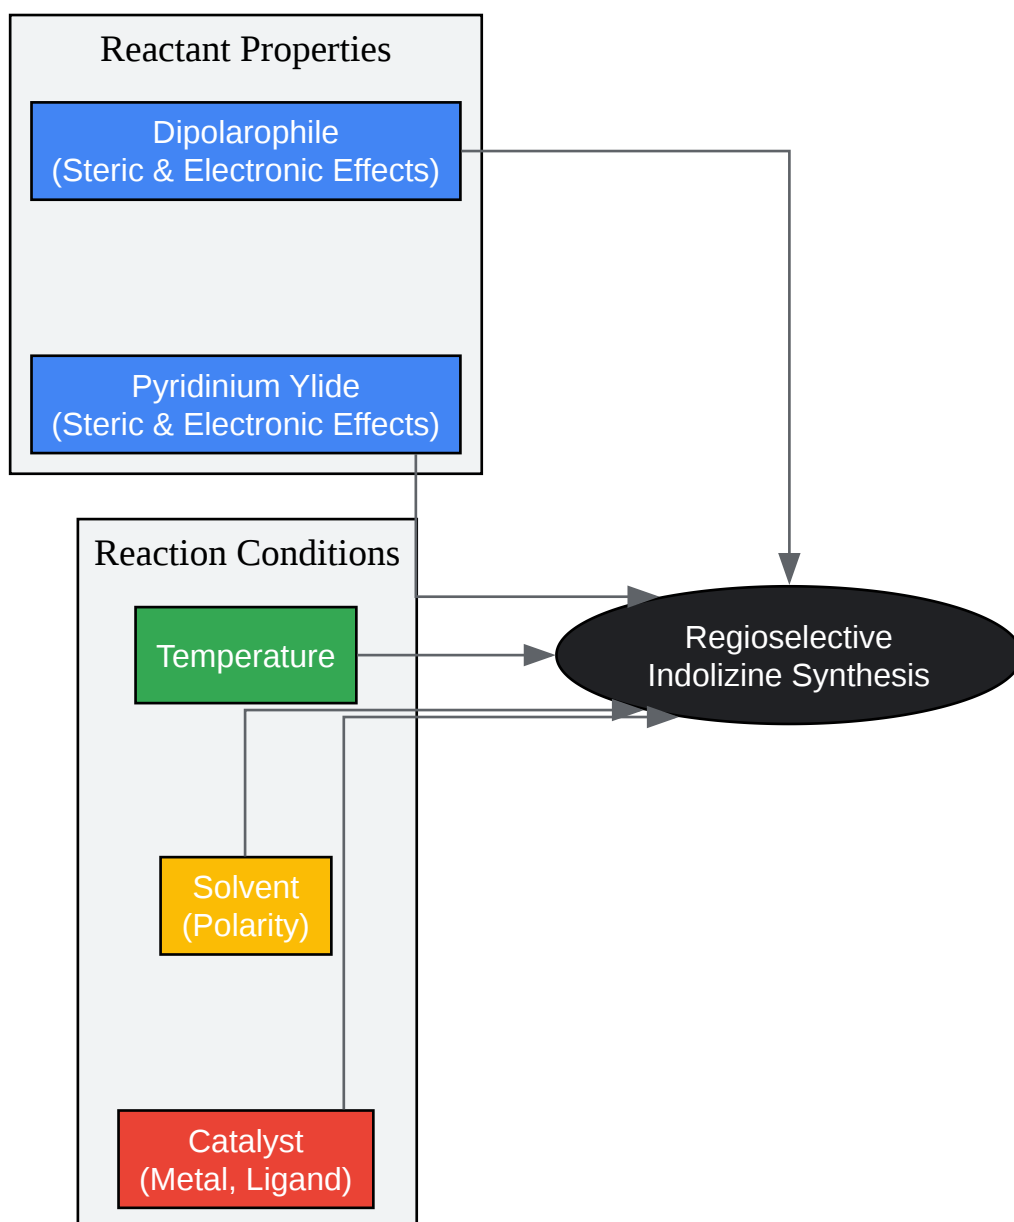 Reactant Properties
Dipolarophile
(Steric & Electronic Effects)
Pyridinium Ylide
(Steric & Electronic Effects)
Reaction Conditions
Temperature
Regioselective
Indolizine Synthesis
Solvent
(Polarity)
Catalyst
(Metal, Ligand)